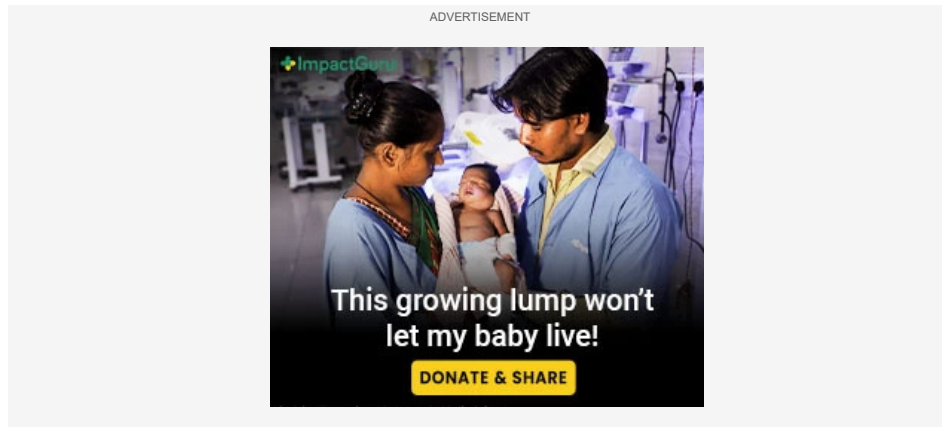 ADVERTISEMENT
ImpactGuru
This growing lump won't
let my baby live!
DONATE & SHARE